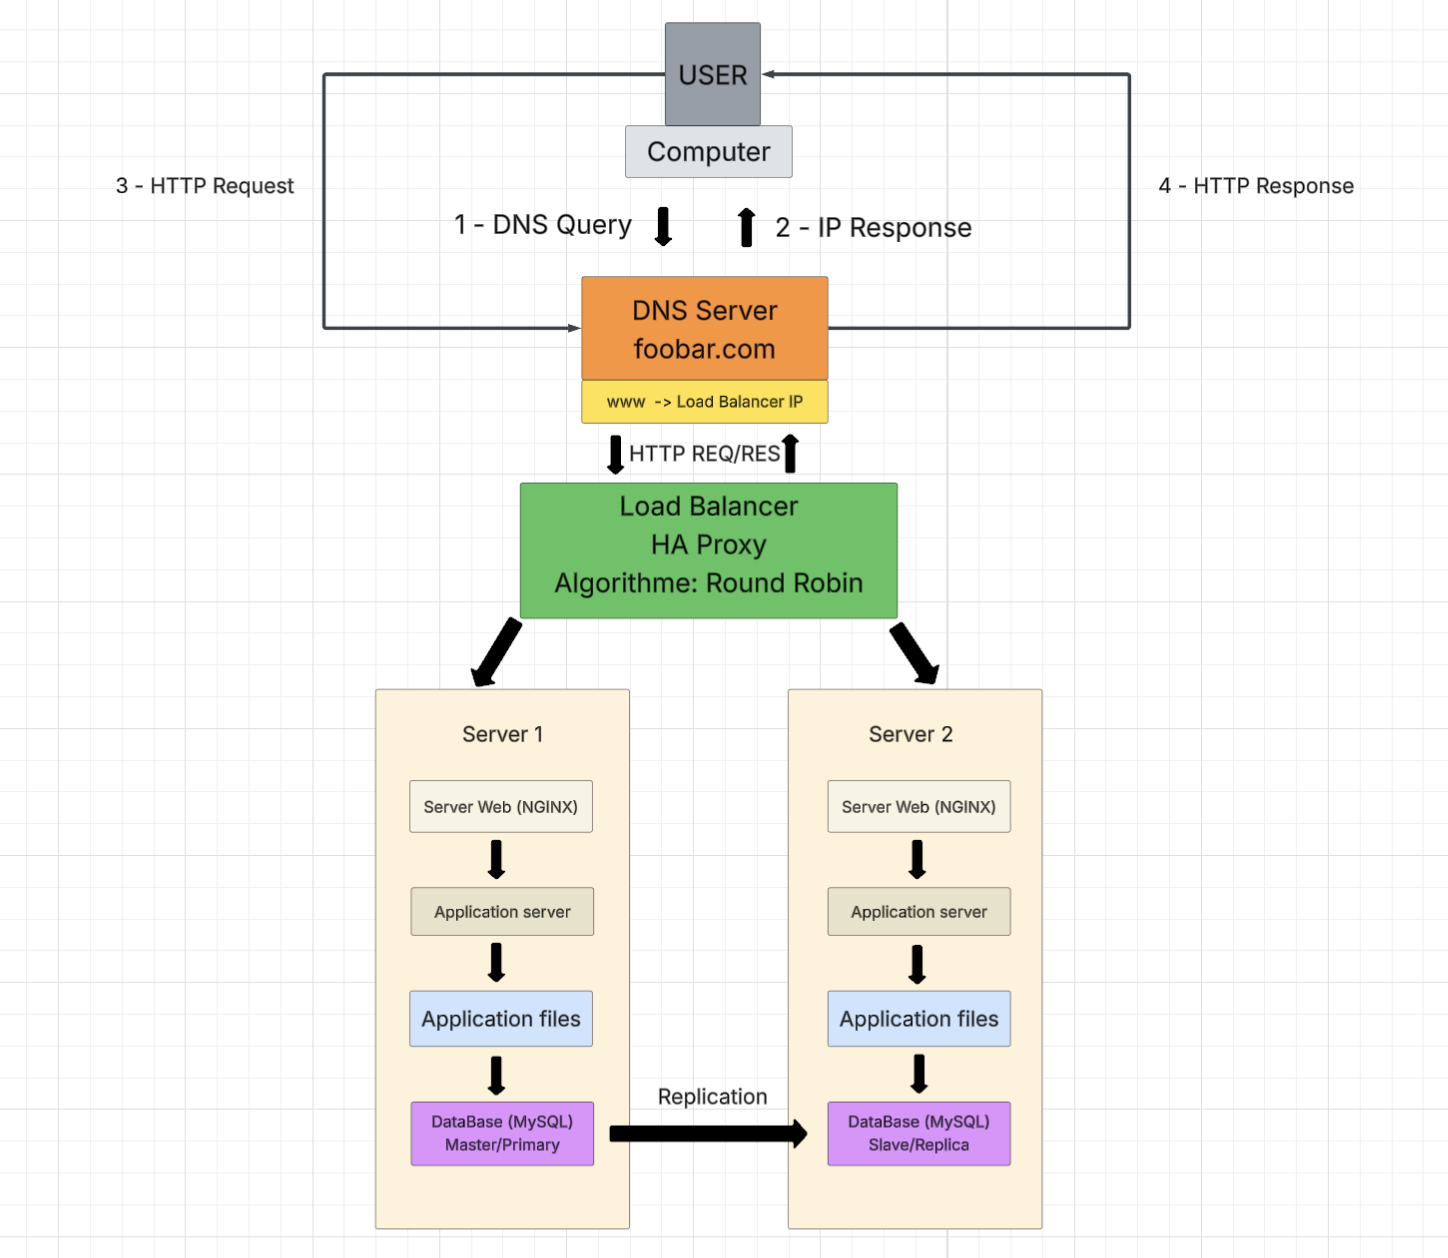 USER
Computer
3 - HTTP Request
4 - HTTP Response
1 - DNS Query
2 - IP Response
DNS Server
foobar.com
www -> Load Balancer IP
HTTP REQ/RES
Load Balancer
HA Proxy
Algorithme: Round Robin
Server 1
Server Web (NGINX)
Application server
Application files
DataBase (MySQL)
Master/Primary
Replication
Server 2
Server Web (NGINX)
Application server
Application files
DataBase (MySQL)
Slave/Replica